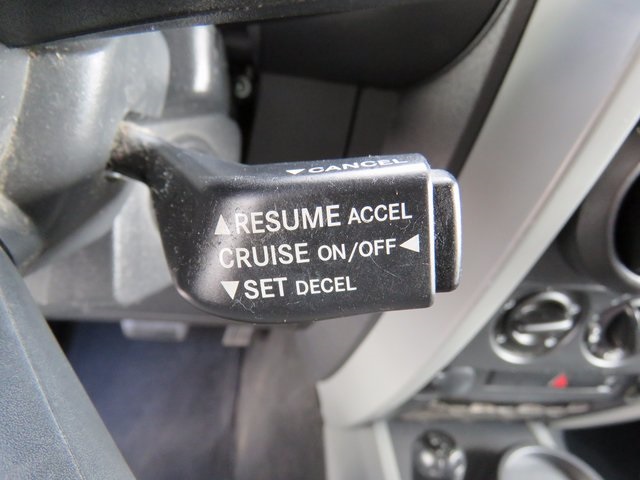 ▼CANCEL
▲RESUME ACCEL
CRUISE ON/OFF◄
▼SET DECEL